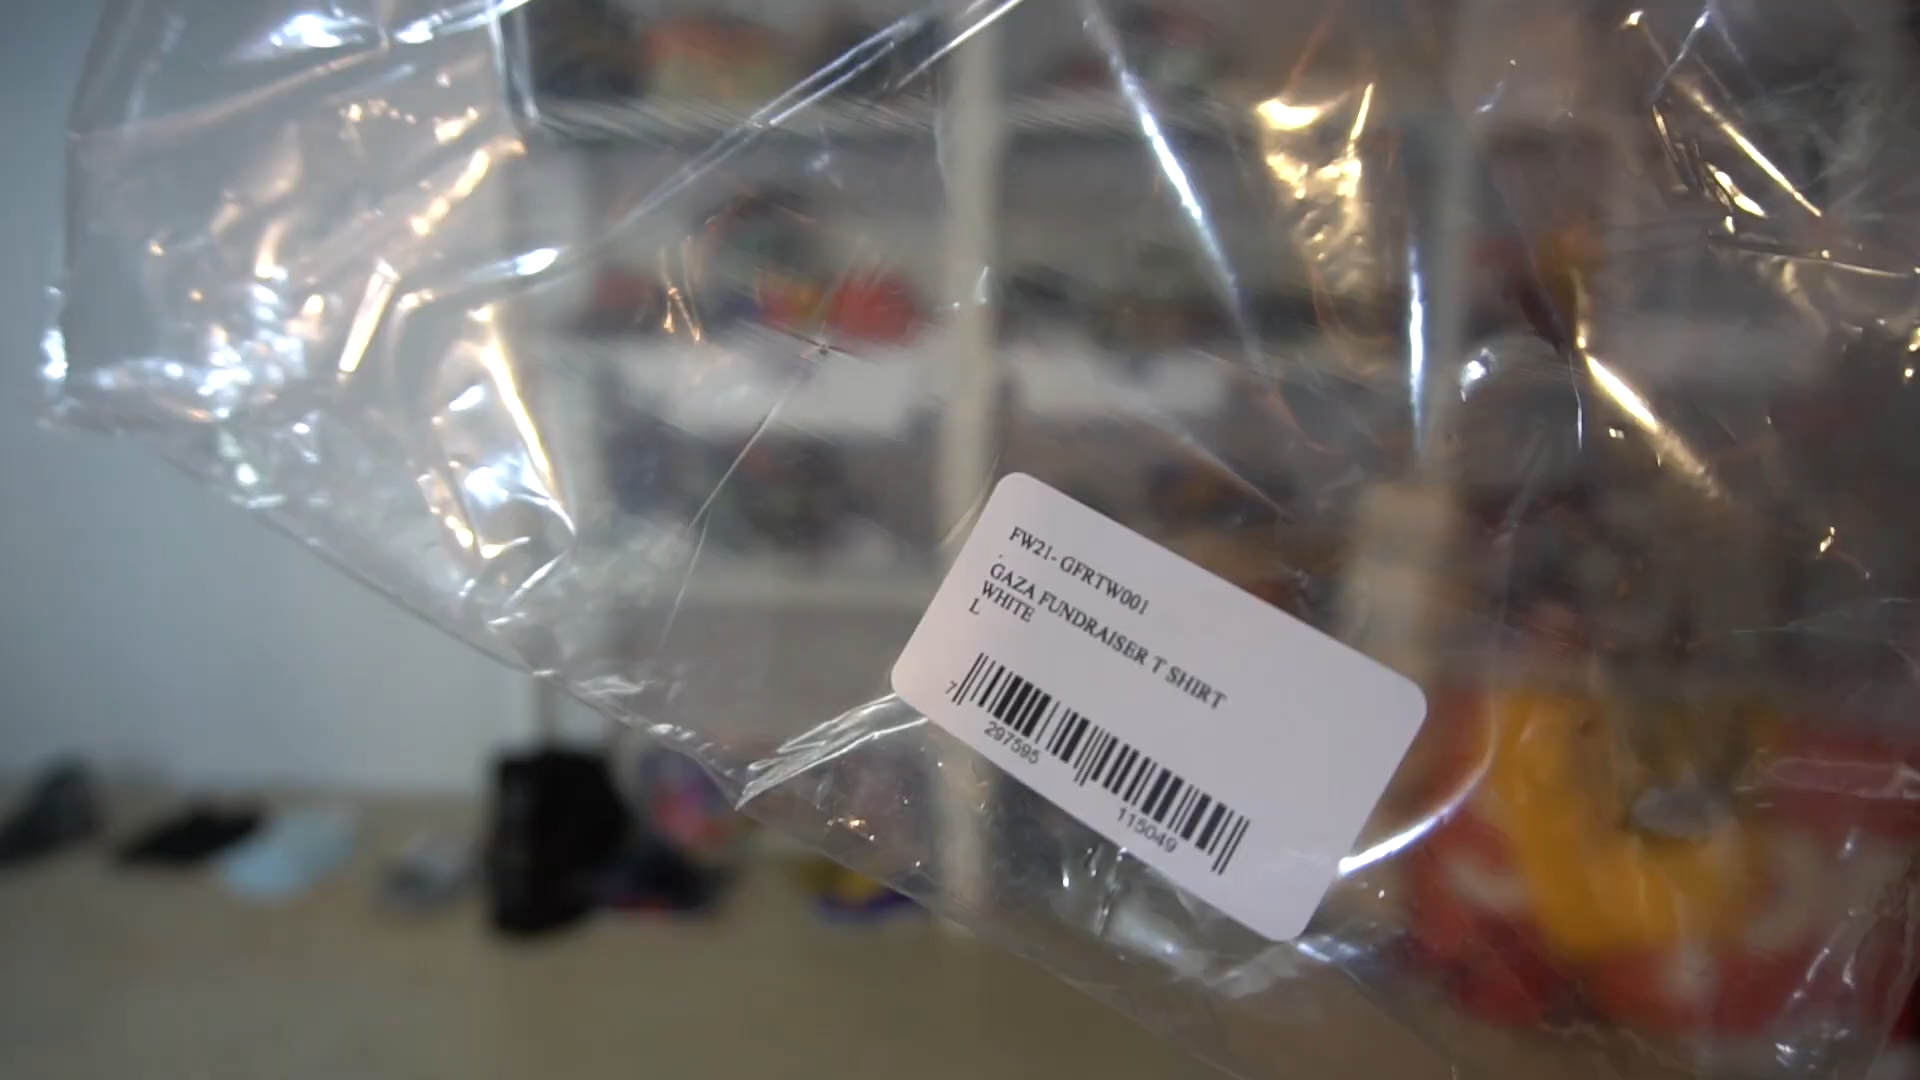 FW21- GFRTW001
.
GAZA FUNDRAISER T SHIRT
WHITE
L
7 297595 115049